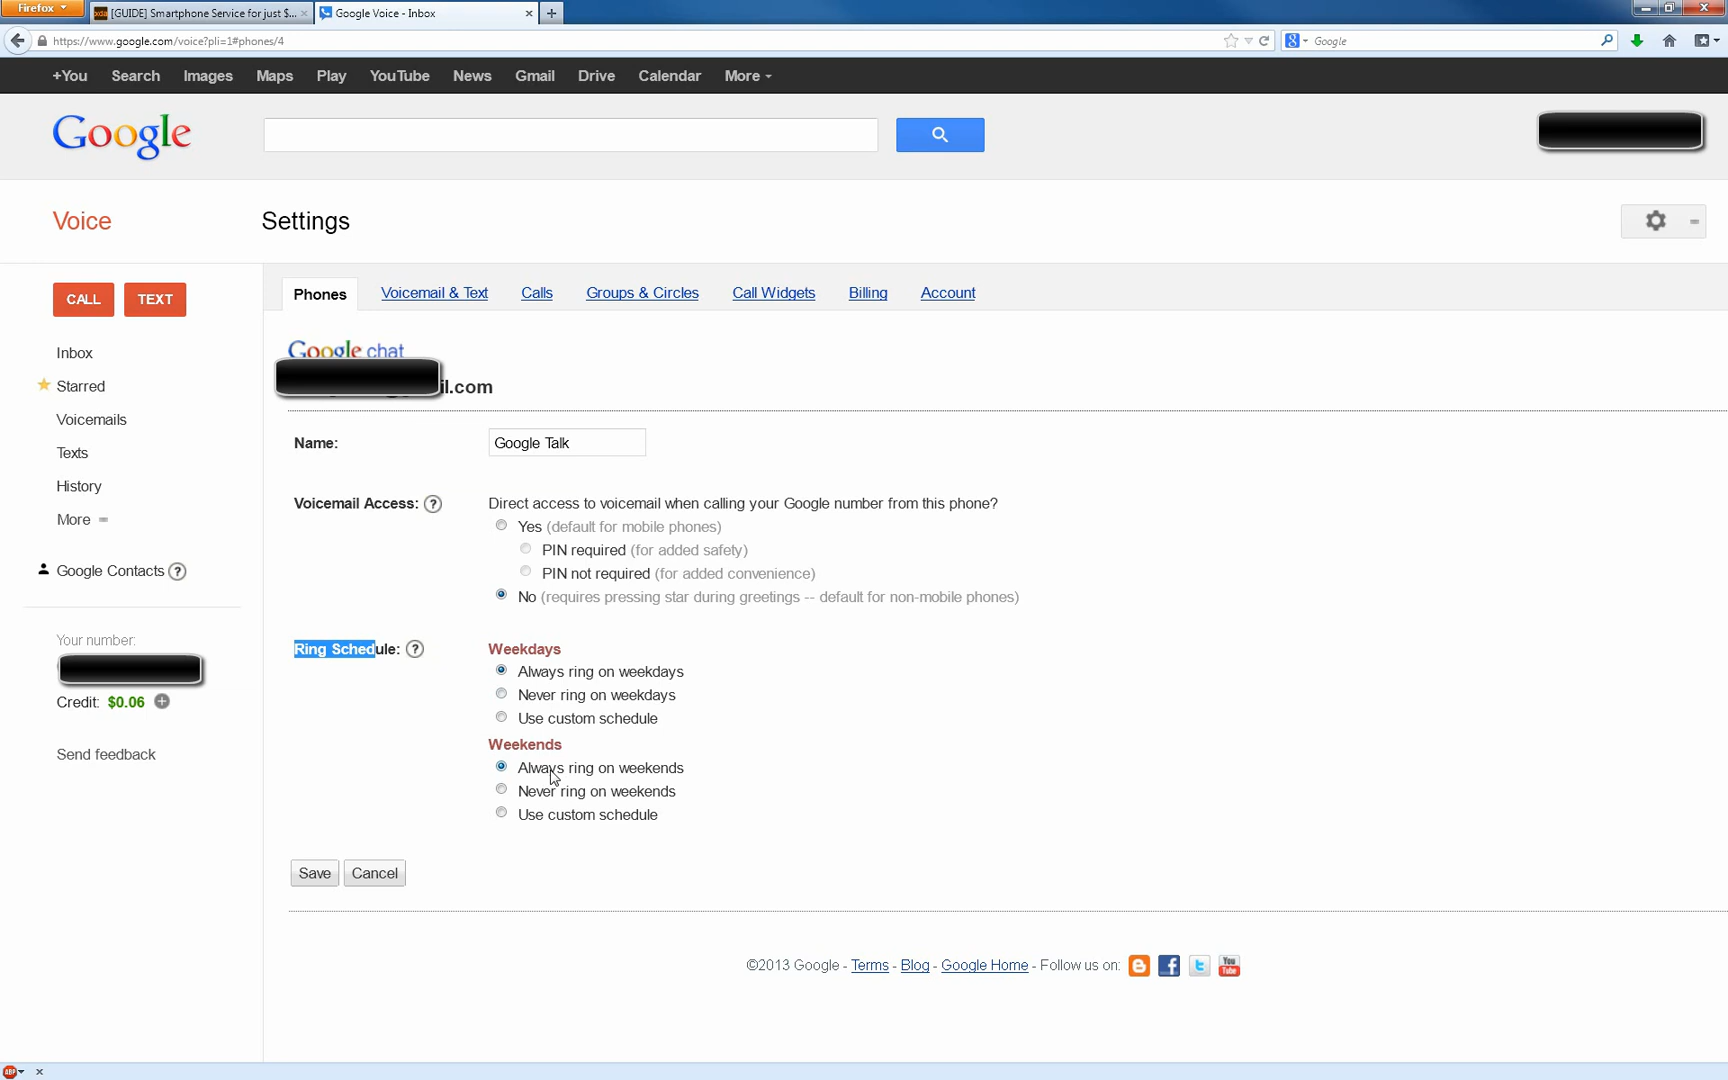 Firefox
[GUIDE] Smartphone Service for just $...
Google Voice - Inbox
https://www.google.com/voice?pli=1#phones/4
Google
+You Search Images Maps Play YouTube News Gmail Drive Calendar More
Google
Voice
Settings
CALL TEXT
Phones Voicemail & Text Calls Groups & Circles Call Widgets Billing Account
Inbox
Starred
Voicemails
Texts
History
More
Google Contacts ?
Your number:
Credit: $0.06
Send feedback
Google chat
il.com
Name: Google Talk
Voicemail Access: ? Direct access to voicemail when calling your Google number from this phone?
Yes (default for mobile phones)
PIN required (for added safety)
PIN not required (for added convenience)
No (requires pressing star during greetings -- default for non-mobile phones)
Ring Schedule: ? Weekdays
Always ring on weekdays
Never ring on weekdays
Use custom schedule
Weekends
Always ring on weekends
Never ring on weekends
Use custom schedule
Save Cancel
©2013 Google - Terms - Blog - Google Home - Follow us on:
You Tube
ABP